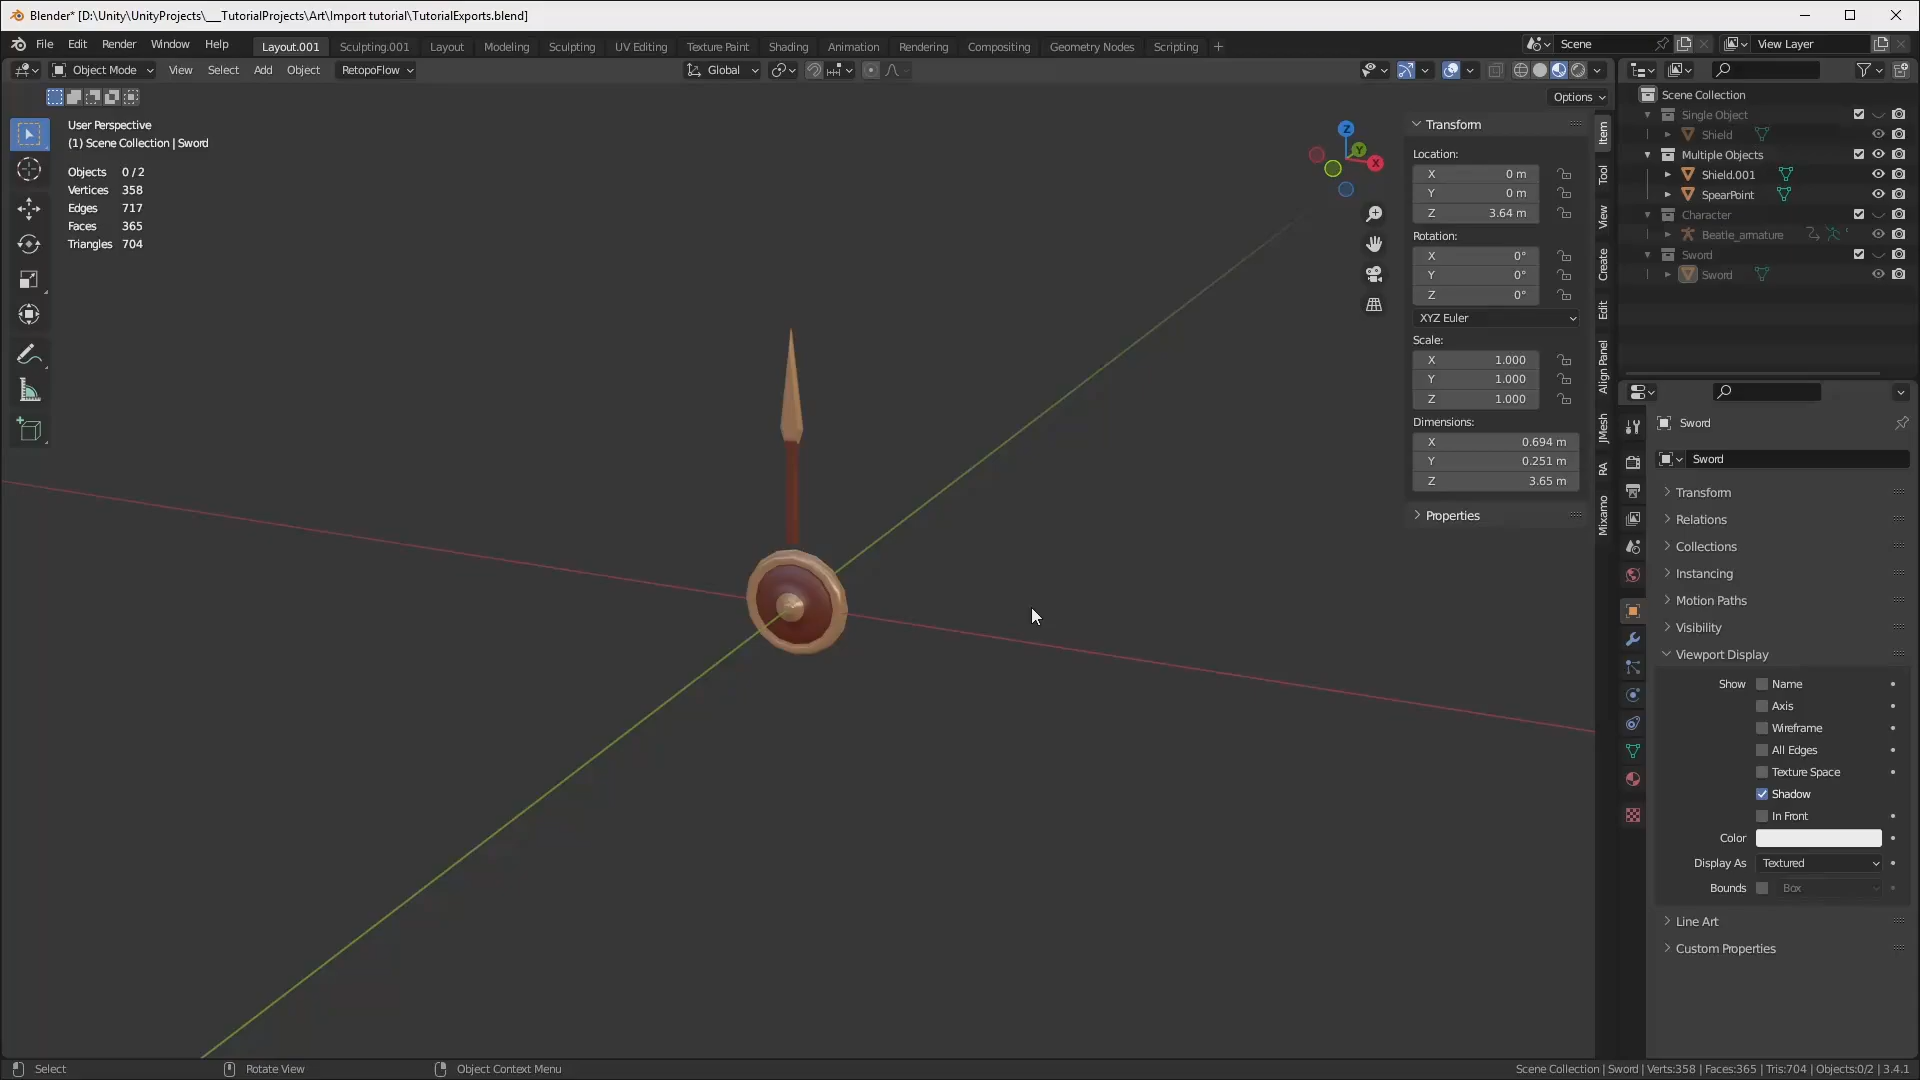 Blender* [D:\Unity\UnityProjects\___TutorialProjects\Art\Import tutorial\TutorialExports.blend]
File Edit Render Window Help Layout.001 Sculpting.001 Layout Modeling Sculpting UV Editing Texture Paint Shading Animation Rendering Compositing Geometry Nodes Scripting + Scene View Layer
Object Mode View Select Add Object RetopoFlow Global
Options
User Perspective
(1) Scene Collection | Sword
Objects 0 / 2
Vertices 358
Edges 717
Faces 365
Triangles 704
Z
Y
X
Transform
Location:
X 0 m
Y 0 m
Z 3.64 m
Rotation:
X 0°
Y 0°
Z 0°
XYZ Euler
Scale:
X 1.000
Y 1.000
Z 1.000
Dimensions:
X 0.694 m
Y 0.251 m
Z 3.65 m
Properties
Item
Tool
View
Create
Edit
Align Panel
JMesh
RA
Mixamo
Scene Collection
Single Object
Shield
Multiple Objects
Shield.001
SpearPoint
Character
Beatle_armature
Sword
Sword
Sword
Sword
Transform
Relations
Collections
Instancing
Motion Paths
Visibility
Viewport Display
Show Name
Axis
Wireframe
All Edges
Texture Space
Shadow
In Front
Color
Display As Textured
Bounds Box
Line Art
Custom Properties
Select Rotate View Object Context Menu Scene Collection | Sword | Verts:358 | Faces:365 | Tris:704 | Objects:0/2 | 3.4.1